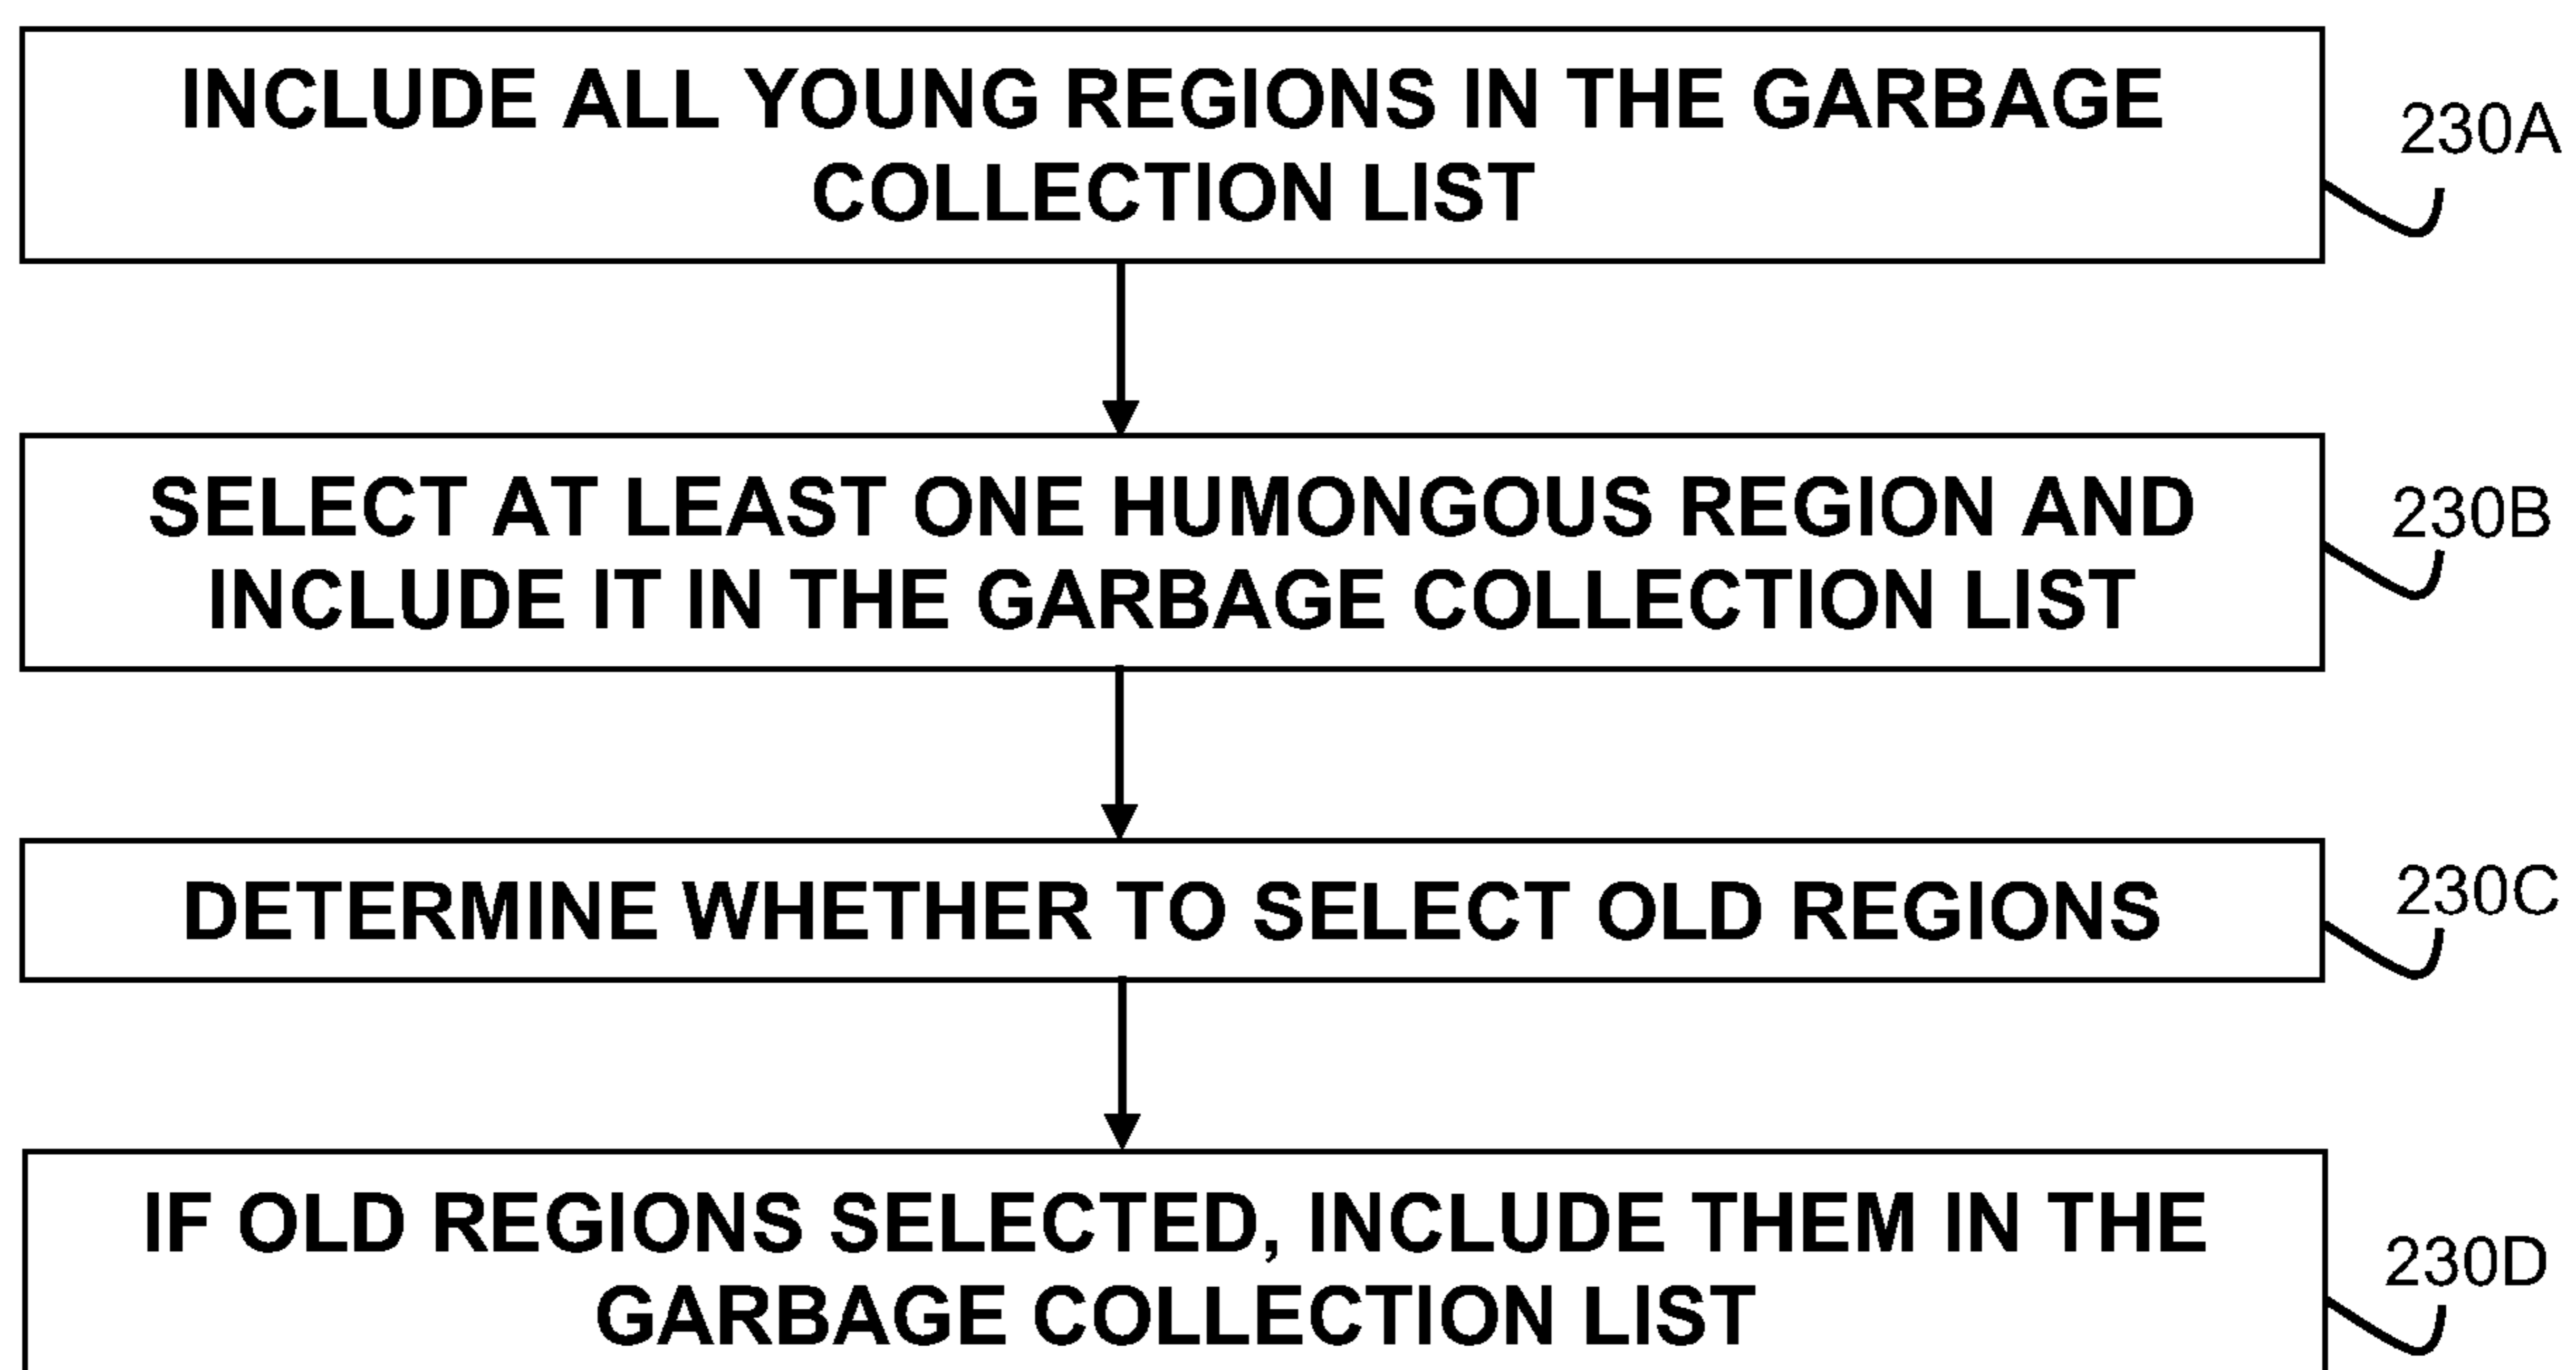 INCLUDE ALL YOUNG REGIONS IN THE GARBAGE
COLLECTION LIST
230A
SELECT AT LEAST ONE HUMONGOUS REGION AND
INCLUDE IT IN THE GARBAGE COLLECTION LIST
230B
DETERMINE WHETHER TO SELECT OLD REGIONS
230C
IF OLD REGIONS SELECTED, INCLUDE THEM IN THE
GARBAGE COLLECTION LIST
230D